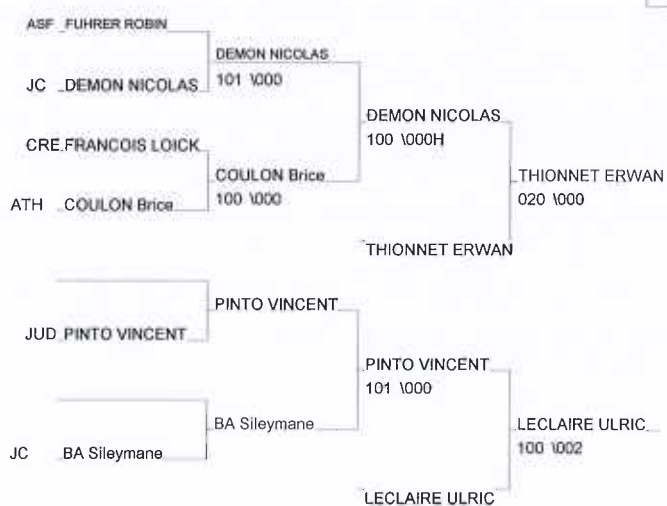 ASF FUHRER ROBIN
DEMON NICOLAS
JC DEMON NICOLAS
101 \000
DEMON NICOLAS
100 \000H
CRE FRANCOIS LOICK
COULON Brice
100 \000
ATH COULON Brice
THIONNET ERWAN
020 \000
THIONNET ERWAN
PINTO VINCENT
JUD PINTO VINCENT
PINTO VINCENT
101 \000
BA Sileymane
JC BA Sileymane
LECLAIRE ULRIC
100 \002
LECLAIRE ULRIC